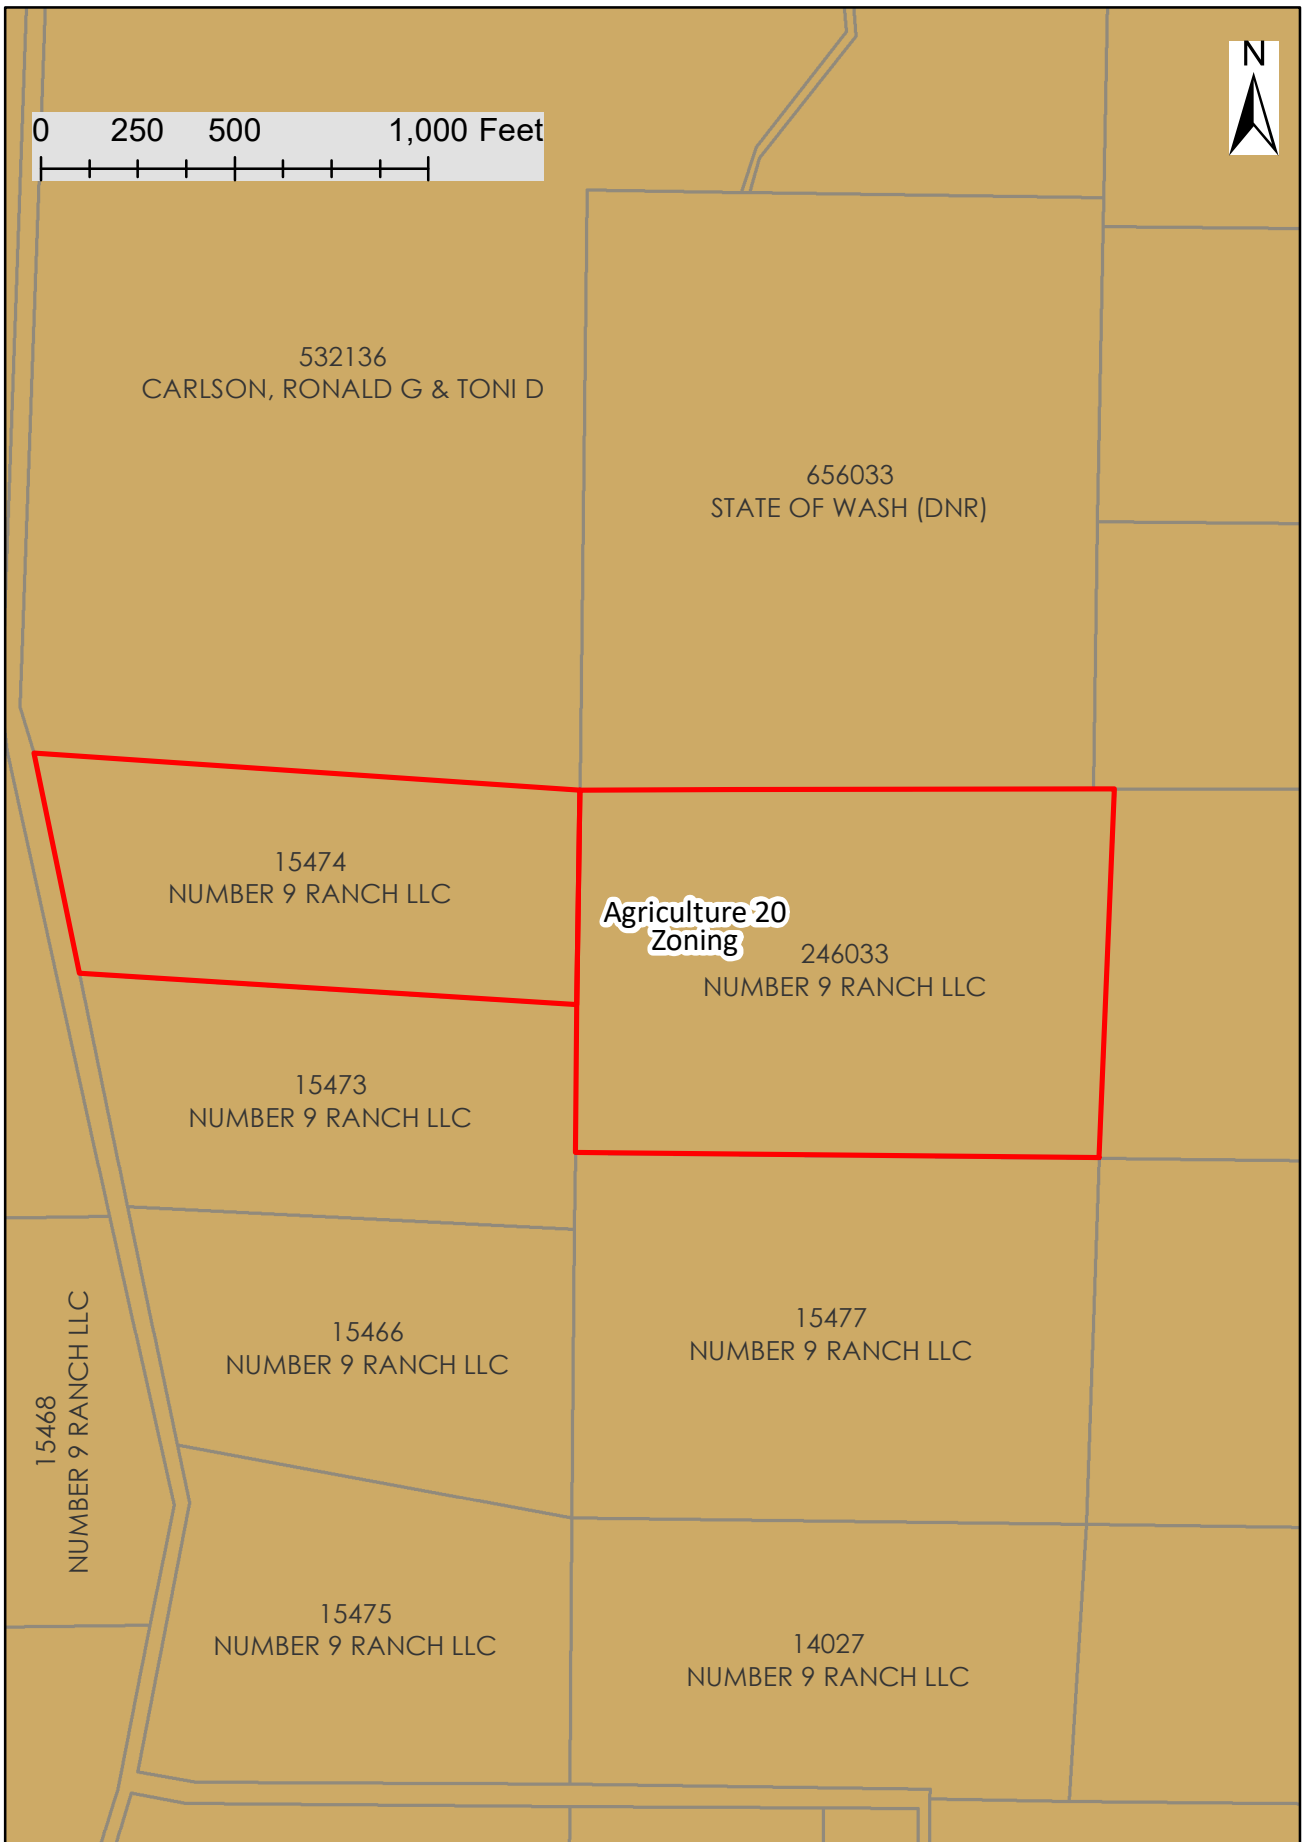 N
0 250 500 1,000 Feet
532136
CARLSON, RONALD G & TONI D
656033
STATE OF WASH (DNR)
15474
NUMBER 9 RANCH LLC
Agriculture 20
Zoning
246033
NUMBER 9 RANCH LLC
15473
NUMBER 9 RANCH LLC
15468
NUMBER 9 RANCH LLC
15466
NUMBER 9 RANCH LLC
15477
NUMBER 9 RANCH LLC
15475
NUMBER 9 RANCH LLC
14027
NUMBER 9 RANCH LLC